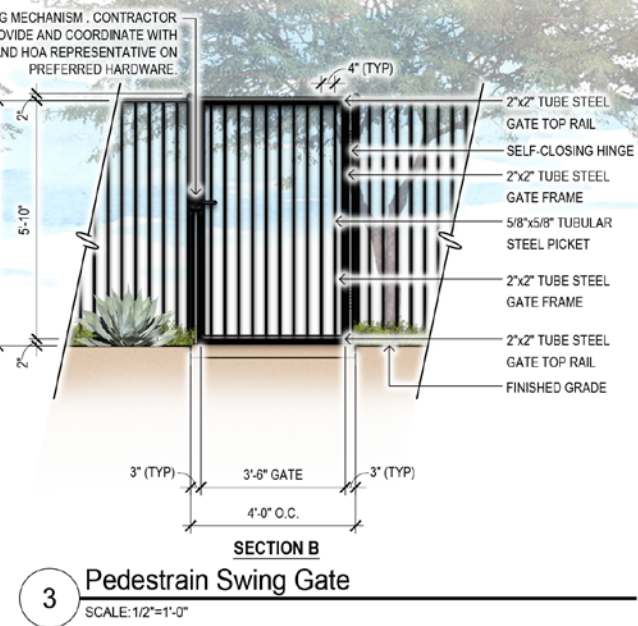 G MECHANISM . CONTRACTOR
OVIDE AND COORDINATE WITH
AND HOA REPRESENTATIVE ON
PREFERRED HARDWARE.
4" (TYP)
2"x2" TUBE STEEL
GATE TOP RAIL
SELF-CLOSING HINGE
2"x2" TUBE STEEL
GATE FRAME
5/8"x5/8" TUBULAR
STEEL PICKET
2"x2" TUBE STEEL
GATE FRAME
2"x2" TUBE STEEL
GATE TOP RAIL
FINISHED GRADE
2"
5'-10"
2"
3" (TYP)
3'-6" GATE
3" (TYP)
4'-0" O.C.
SECTION B
3
Pedestrain Swing Gate
SCALE:1/2"=1'-0"